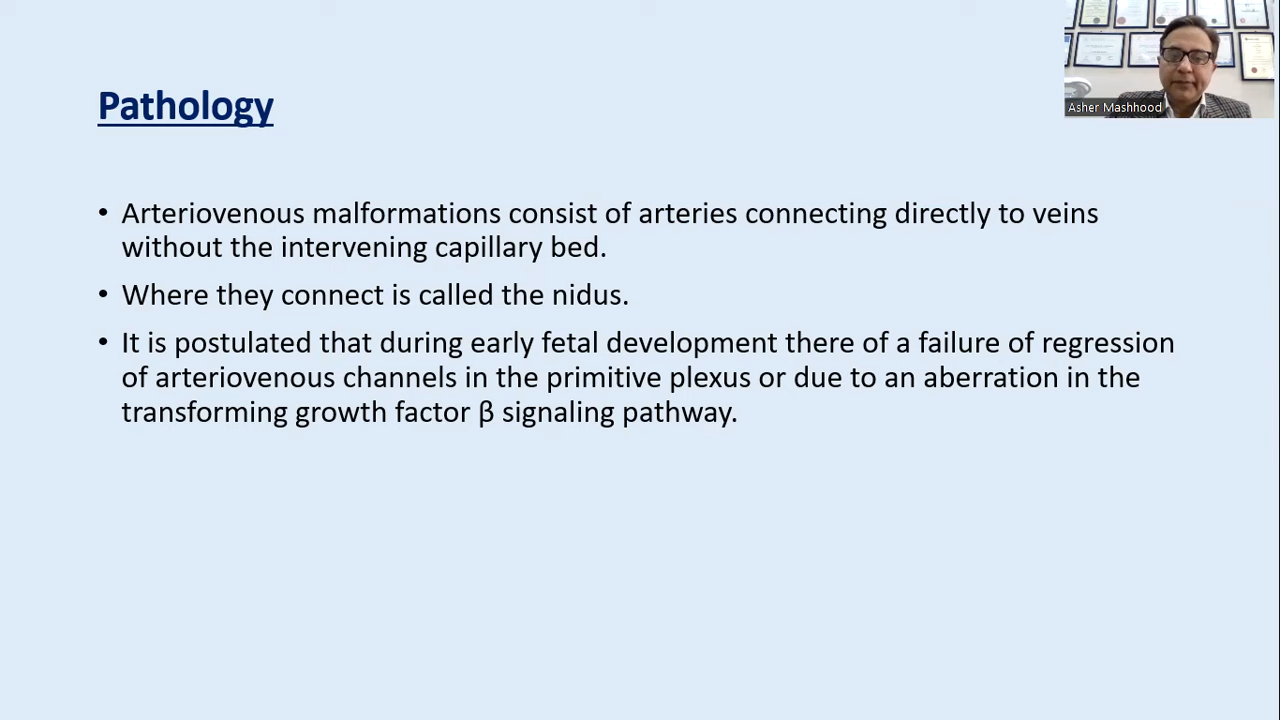 Asher Mashhood
Pathology
• Arteriovenous malformations consist of arteries connecting directly to veins
without the intervening capillary bed.
• Where they connect is called the nidus.
• It is postulated that during early fetal development there of a failure of regression
of arteriovenous channels in the primitive plexus or due to an aberration in the
transforming growth factor β signaling pathway.